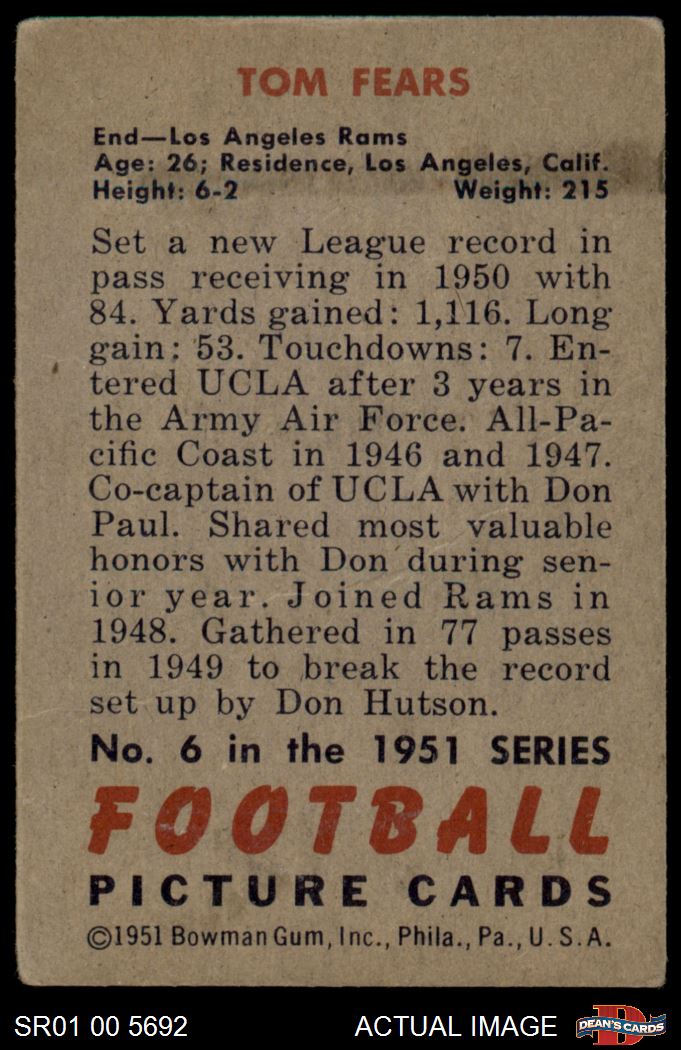 TOM FEARS
End—Los Angeles Rams
Age: 26; Residence, Los Angeles, Calif.
Height: 6-2 Weight: 215
Set a new League record in
pass receiving in 1950 with
84. Yards gained: 1,116. Long
gain: 53. Touchdowns: 7. En-
tered UCLA after 3 years in
the Army Air Force. All-Pa-
cific Coast in 1946 and 1947.
Co-captain of UCLA with Don
Paul. Shared most valuable
honors with Don during sen-
ior year. Joined Rams in
1948. Gathered in 77 passes
in 1949 to break the record
set up by Don Hutson.
No. 6 in the 1951 SERIES
FOOTBALL
PICTURE CARDS
©1951 Bowman Gum, Inc., Phila., Pa., U.S.A.
SR01 00 5692 ACTUAL IMAGE D DEAN'S CARDS